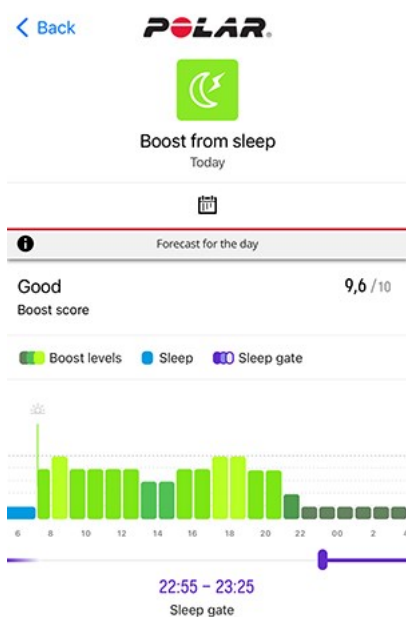 Back
POLAR®
Boost from sleep
Today
Forecast for the day
Good
9,6 /10
Boost score
Boost levels Sleep Sleep gate
6 8 10 12 14 16 18 20 22 00 2 4
22:55 – 23:25
Sleep gate